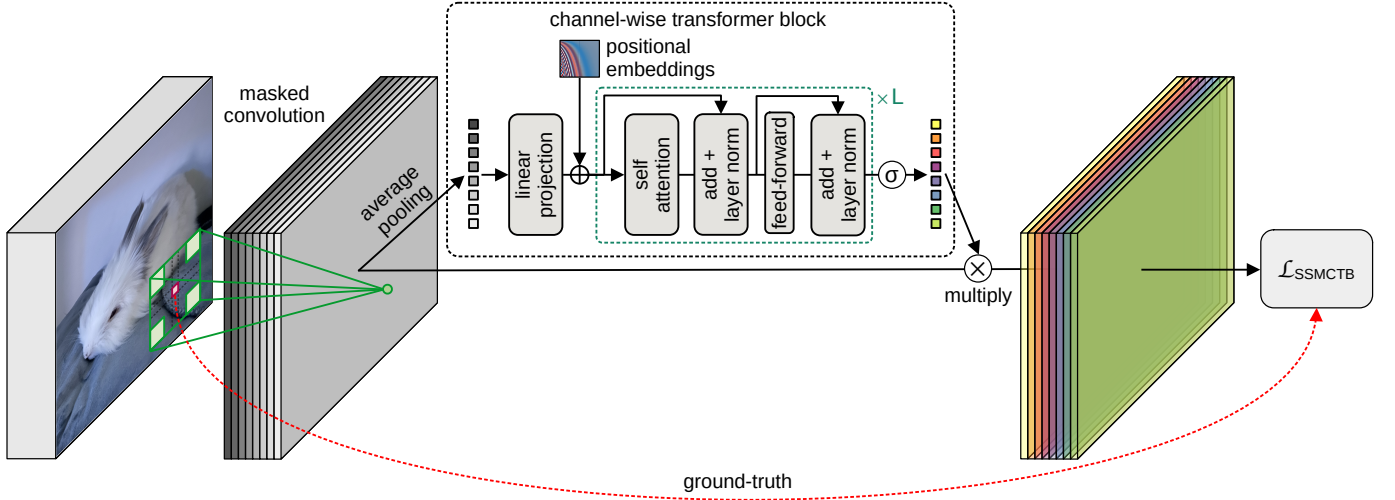 channel-wise transformer block
positional
embeddings
masked
convolution
× L
average
pooling
linear
projection
self
attention
add +
layer norm
feed-forward
add +
layer norm
σ
multiply
ℒSSMCTB
ground-truth